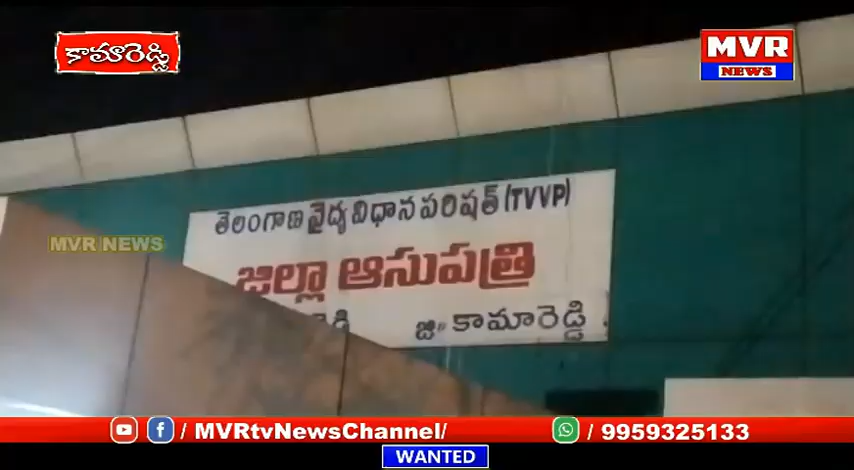 కామారెడ్డి
MVR
NEWS
తెలంగాణ వైద్య విధాన పరిషత్ (TVVP)
MVR NEWS
జిల్లా ఆసుపత్రి
జి॥ కామారెడ్డి
/ MVRtvNewsChannel/
/ 9959325133
WANTED